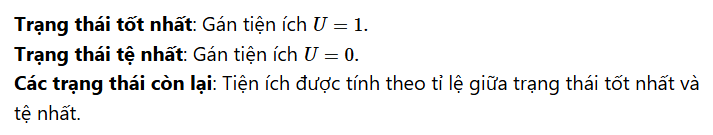 Trạng thái tốt nhất: Gán tiện ích U = 1.
Trạng thái tệ nhất: Gán tiện ích U = 0.
Các trạng thái còn lại: Tiện ích được tính theo tỉ lệ giữa trạng thái tốt nhất và
tệ nhất.